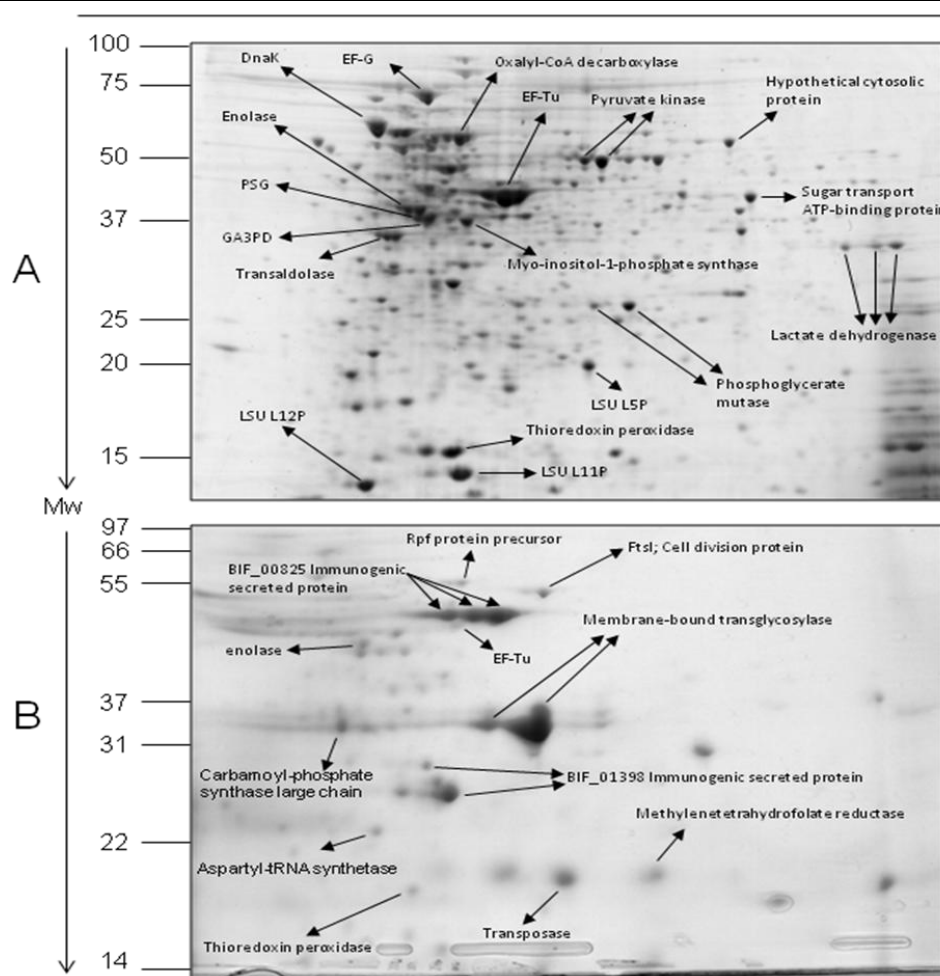 100
75
50
37
25
20
15
A
Mw
DnaK
EF-G
Oxalyl-CoA decarboxylase
EF-Tu
Pyruvate kinase
Hypothetical cytosolic
protein
Enolase
PSG
Sugar transport
ATP-binding protein
GA3PD
Transaldolase
Myo-inositol-1-phosphate synthase
Lactate dehydrogenase
Phosphoglycerate
mutase
LSU L5P
LSU L12P
Thioredoxin peroxidase
LSU L11P
97
66
55
37
31
22
14
B
Rpf protein precursor
FtsI; Cell division protein
BIF_00825 Immunogenic
secreted protein
Membrane-bound transglycosylase
enolase
EF-Tu
Carbamoyl-phosphate
synthase large chain
BIF_01398 Immunogenic secreted protein
Methylenetetrahydrofolate reductase
Aspartyl-tRNA synthetase
Transposase
Thioredoxin peroxidase